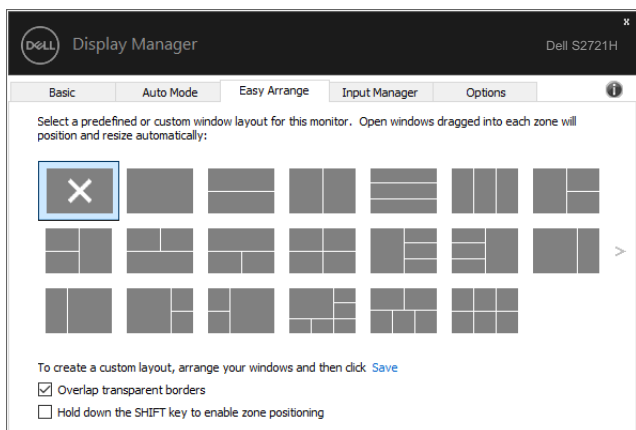 x
DELL Display Manager Dell S2721H
Basic Auto Mode Easy Arrange Input Manager Options
Select a predefined or custom window layout for this monitor. Open windows dragged into each zone will
position and resize automatically:
>
To create a custom layout, arrange your windows and then click Save
Overlap transparent borders
Hold down the SHIFT key to enable zone positioning